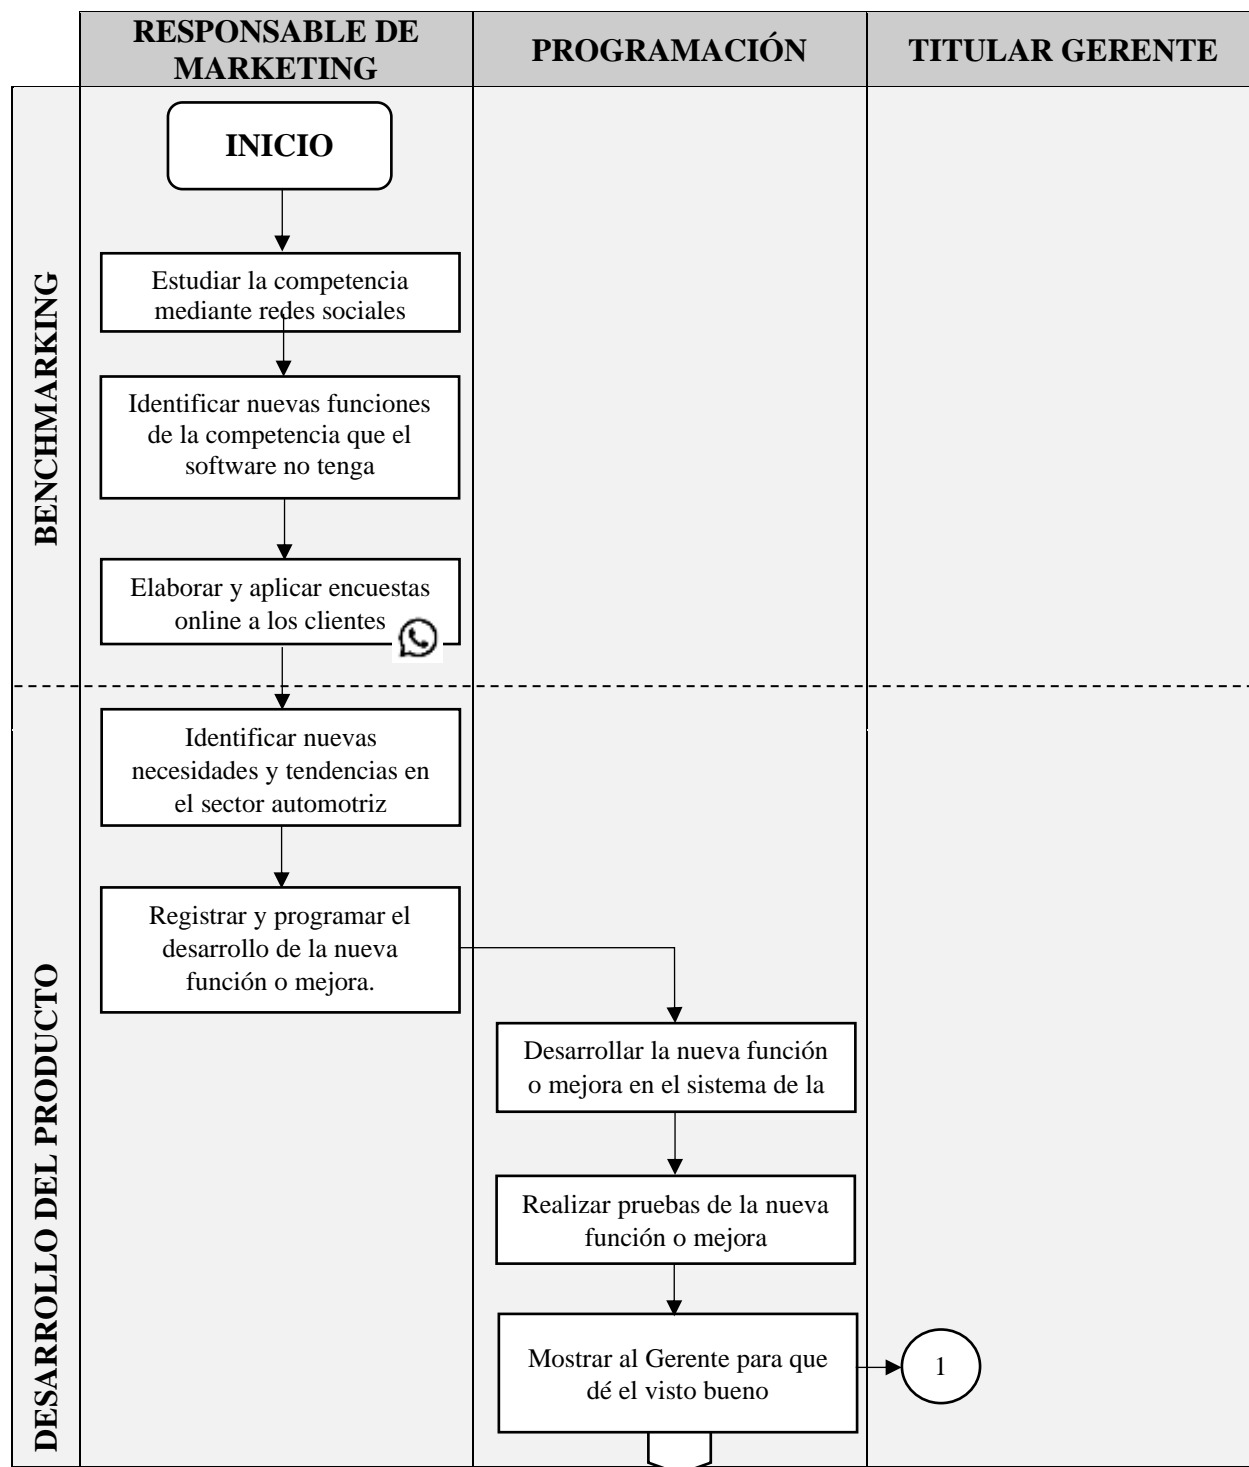 RESPONSABLE DE
MARKETING
PROGRAMACIÓN
TITULAR GERENTE
BENCHMARKING
INICIO
Estudiar la competencia
mediante redes sociales
Identificar nuevas funciones
de la competencia que el
software no tenga
Elaborar y aplicar encuestas
online a los clientes
DESARROLLO DEL PRODUCTO
Identificar nuevas
necesidades y tendencias en
el sector automotriz
Registrar y programar el
desarrollo de la nueva
función o mejora.
Desarrollar la nueva función
o mejora en el sistema de la
Realizar pruebas de la nueva
función o mejora
Mostrar al Gerente para que
dé el visto bueno
1